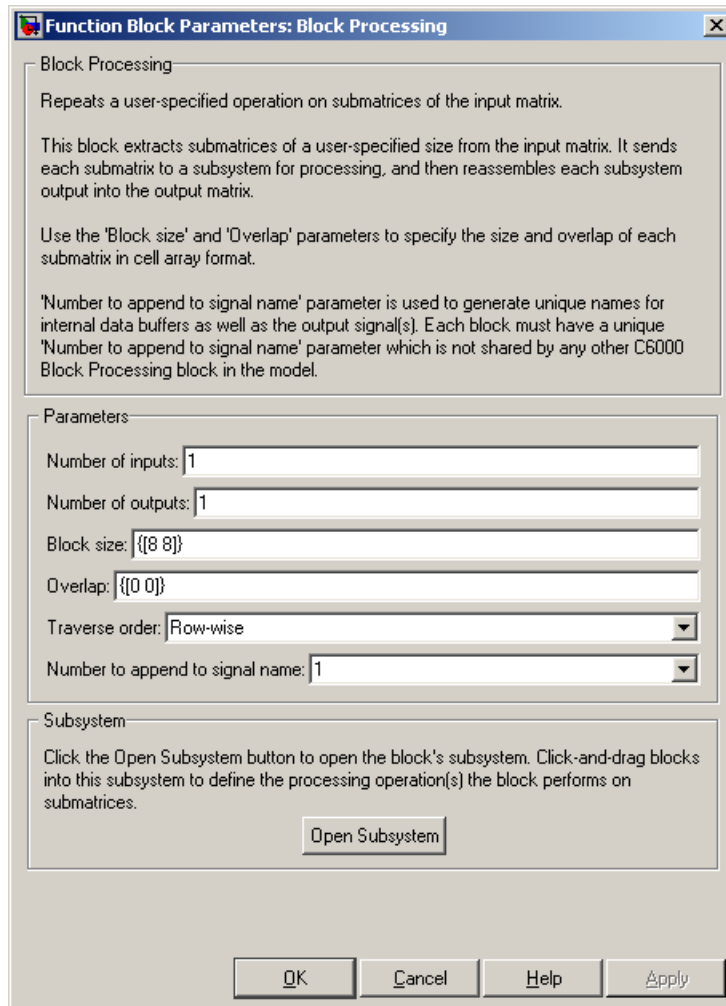 Function Block Parameters: Block Processing
Block Processing
Repeats a user-specified operation on submatrices of the input matrix.
This block extracts submatrices of a user-specified size from the input matrix. It sends
each submatrix to a subsystem for processing, and then reassembles each subsystem
output into the output matrix.
Use the 'Block size' and 'Overlap' parameters to specify the size and overlap of each
submatrix in cell array format.
'Number to append to signal name' parameter is used to generate unique names for
internal data buffers as well as the output signal(s). Each block must have a unique
'Number to append to signal name' parameter which is not shared by any other C6000
Block Processing block in the model.
Parameters
Number of inputs: 1
Number of outputs: 1
Block size: {[8 8]}
Overlap: {[0 0]}
Traverse order: Row-wise
Number to append to signal name: 1
Subsystem
Click the Open Subsystem button to open the block's subsystem. Click-and-drag blocks
into this subsystem to define the processing operation(s) the block performs on
submatrices.
Open Subsystem
OK Cancel Help Apply